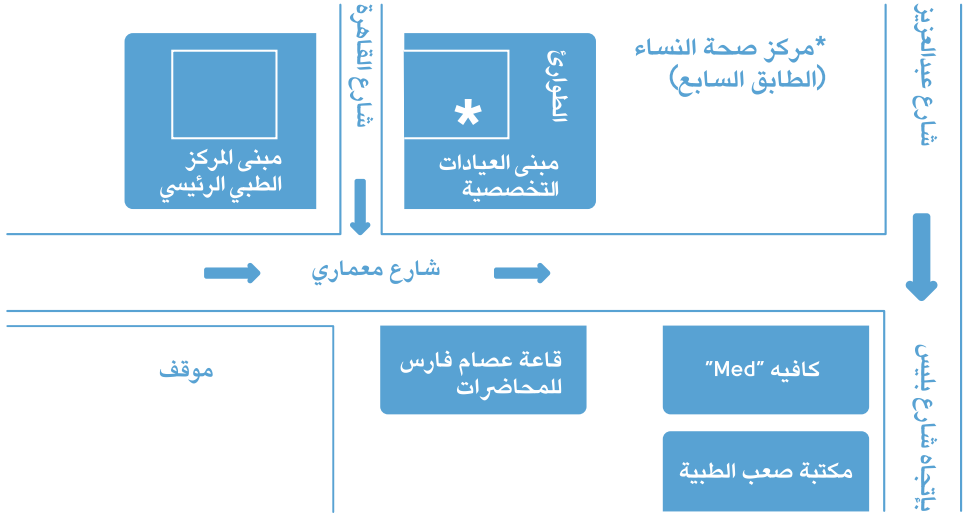 شارع عبدالعزيز
*مركز صحة النساء
(الطابق السابع)
الطوارئ
*
مبنى العيادات
التخصصية
شارع القاهرة
مبنى المركز
الطبي الرئيسي
شارع معماري
بإتجاه شارع بليس
كافيه "Med"
قاعة عصام فارس
للمحاضرات
موقف
مكتبة صعب الطبية